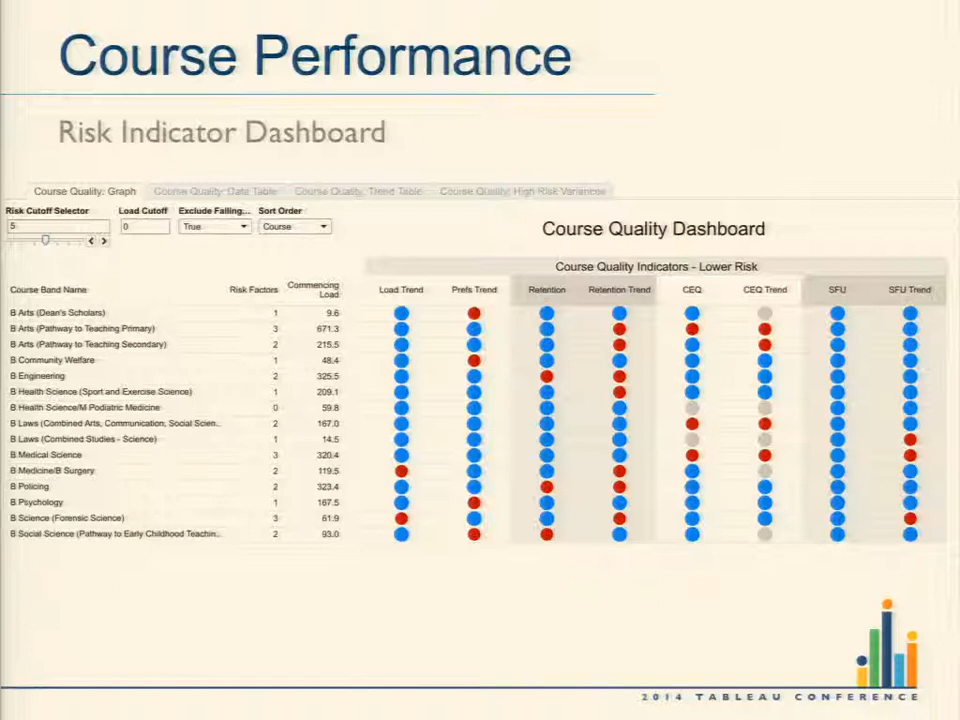 Course Performance
Risk Indicator Dashboard
Course Quality: Graph Course Quality: Data Table Course Quality: Trend Table Course Quality: High Risk Variances
Risk Cutoff Selector Load Cutoff Exclude Falling... Sort Order
5 0 True Course
Course Quality Dashboard
Course Quality Indicators - Lower Risk
Course Band Name Risk Factors Commencing Load Load Trend Prefs Trend Retention Retention Trend CEQ CEQ Trend SFU SFU Trend
B Arts (Dean's Scholars) 1 9.6
B Arts (Pathway to Teaching Primary) 3 671.3
B Arts (Pathway to Teaching Secondary) 2 215.5
B Community Welfare 1 48.4
B Engineering 2 325.5
B Health Science (Sport and Exercise Science) 1 209.1
B Health Science/M Podiatric Medicine 0 59.8
B Laws (Combined Arts, Communication, Social Scien.. 2 167.0
B Laws (Combined Studies - Science) 1 14.5
B Medical Science 3 320.4
B Medicine/B Surgery 2 119.5
B Policing 2 323.4
B Psychology 1 167.5
B Science (Forensic Science) 3 61.9
B Social Science (Pathway to Early Childhood Teachin.. 2 93.0
2014 TABLEAU CONFERENCE